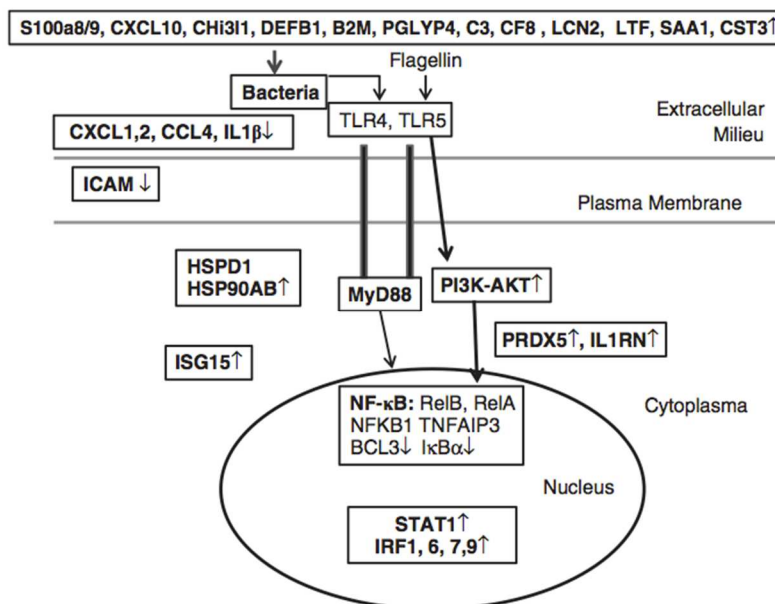 S100a8/9, CXCL10, CHi3l1, DEFB1, B2M, PGLYP4, C3, CF8 , LCN2, LTF, SAA1, CST3↑
Flagellin
Bacteria
TLR4, TLR5
Extracellular
Milieu
CXCL1,2, CCL4, IL1β↓
ICAM ↓
Plasma Membrane
HSPD1
HSP90AB↑
MyD88
PI3K-AKT↑
PRDX5↑, IL1RN↑
ISG15↑
NF-κB: RelB, RelA
NFKB1 TNFAIP3
BCL3↓ IκBα↓
Cytoplasma
Nucleus
STAT1↑
IRF1, 6, 7,9↑